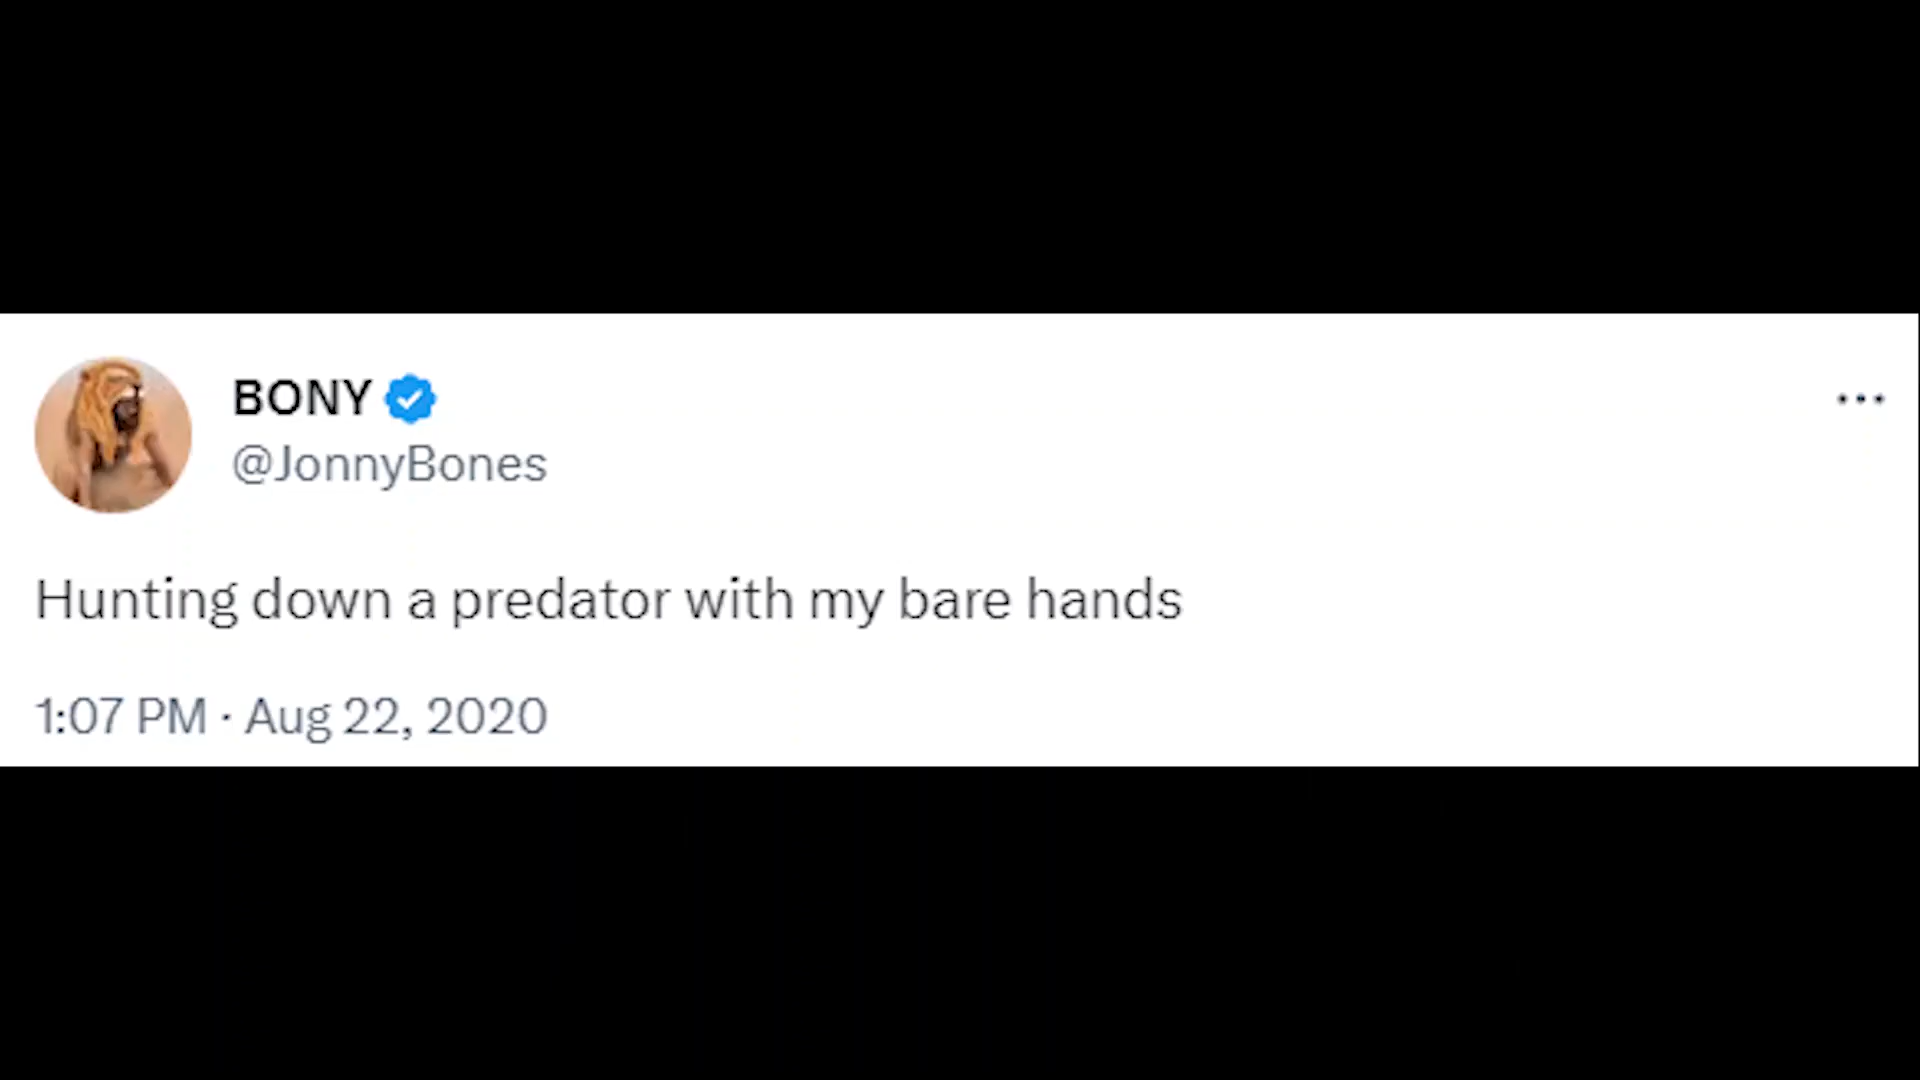 BONY
@JonnyBones
Hunting down a predator with my bare hands
1:07 PM · Aug 22, 2020